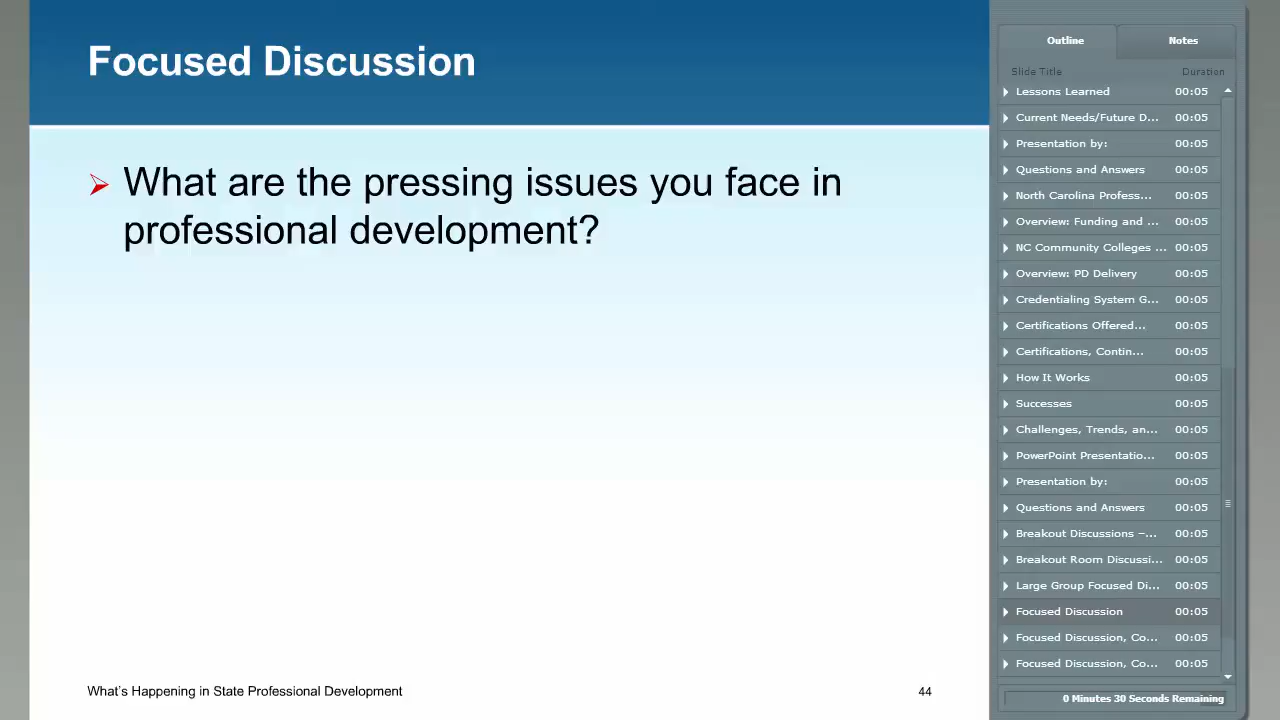 Focused Discussion
What are the pressing issues you face in
professional development?
What's Happening in State Professional Development
44
Outline
Notes
Slide Title Duration
Lessons Learned 00:05
Current Needs/Future D... 00:05
Presentation by: 00:05
Questions and Answers 00:05
North Carolina Profess... 00:05
Overview: Funding and ... 00:05
NC Community Colleges ... 00:05
Overview: PD Delivery 00:05
Credentialing System G... 00:05
Certifications Offered... 00:05
Certifications, Contin... 00:05
How It Works 00:05
Successes 00:05
Challenges, Trends, an... 00:05
PowerPoint Presentatio... 00:05
Presentation by: 00:05
Questions and Answers 00:05
Breakout Discussions –... 00:05
Breakout Room Discussi... 00:05
Large Group Focused Di... 00:05
Focused Discussion 00:05
Focused Discussion, Co... 00:05
Focused Discussion, Co... 00:05
0 Minutes 30 Seconds Remaining